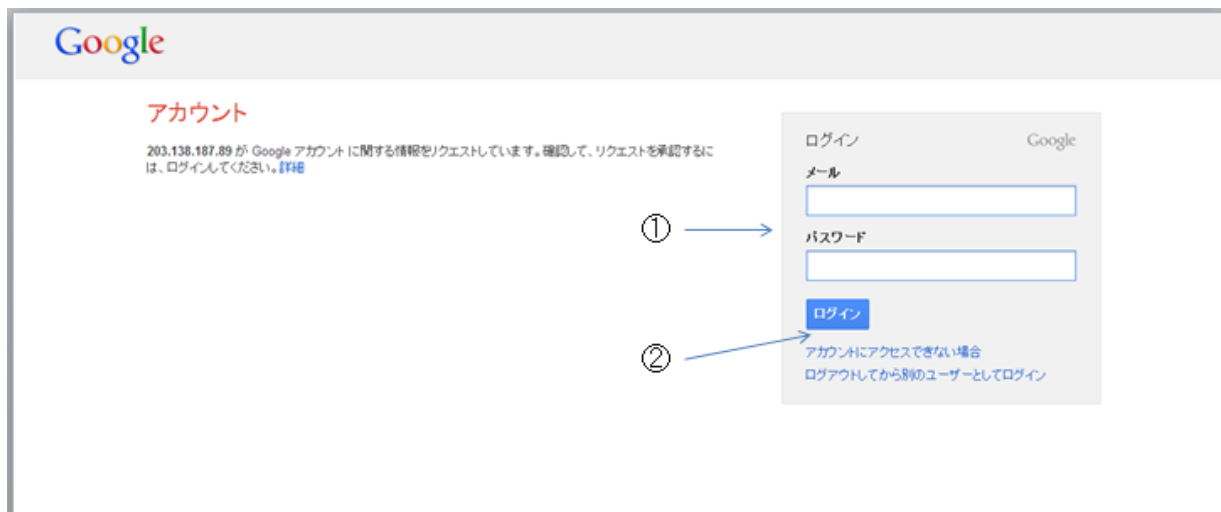 Google
アカウント
203.138.187.89 が Google アカウント に関する情報をリクエストしています。確認して、リクエストを承認するに
は、ログインしてください。詳細
ログイン Google
メール
①
パスワード
ログイン
②
アカウントにアクセスできない場合
ログアウトしてから別のユーザーとしてログイン